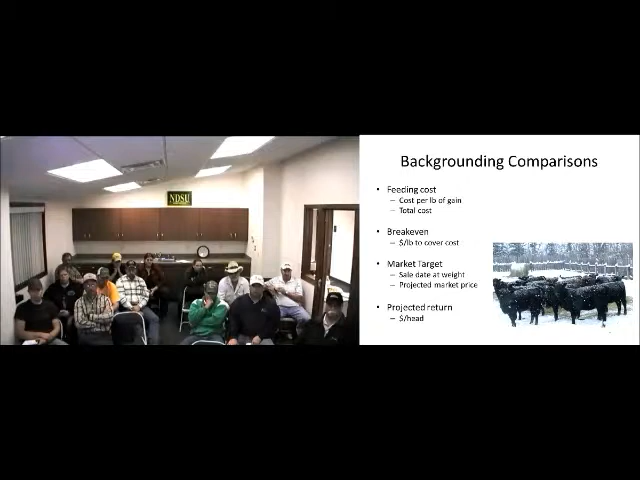 NDSU
Backgrounding Comparisons
• Feeding cost
– Cost per lb of gain
– Total cost
• Breakeven
– $/lb to cover cost
• Market Target
– Sale date at weight
– Projected market price
• Projected return
– $/head